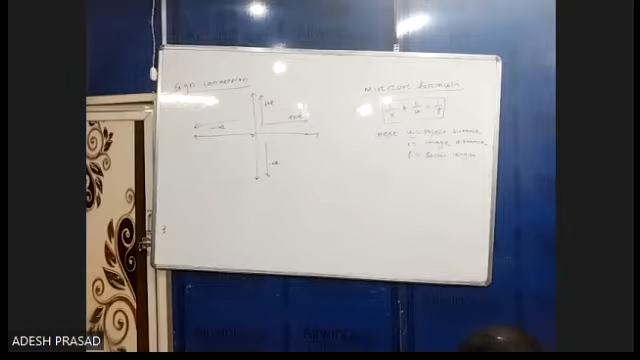 Sign convention
+ve
+ve
-ve
-ve
Mirror formula
1/v + 1/u = 1/f
here u = object distance
v = image distance
f = focal length
ADESH PRASAD